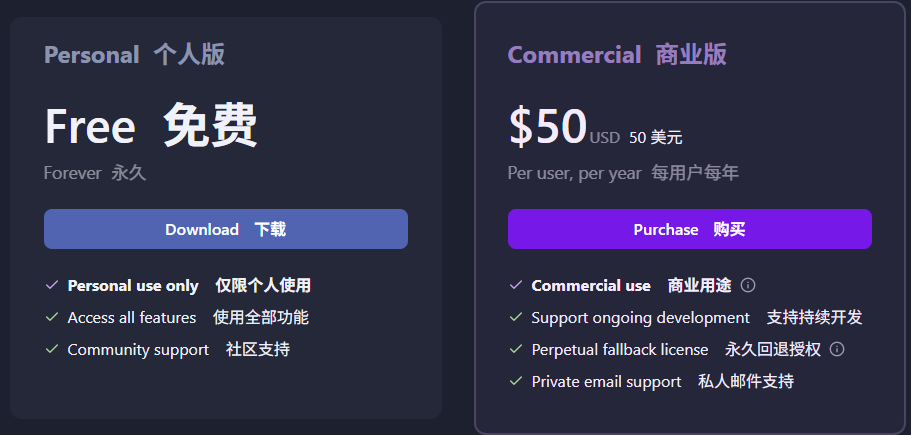 Personal 个人版
Free 免费
Forever 永久
Download 下载
Personal use only 仅限个人使用
Access all features 使用全部功能
Community support 社区支持
Commercial 商业版
$50 USD 50 美元
Per user, per year 每用户每年
Purchase 购买
Commercial use 商业用途
Support ongoing development 支持持续开发
Perpetual fallback license 永久回退授权
Private email support 私人邮件支持